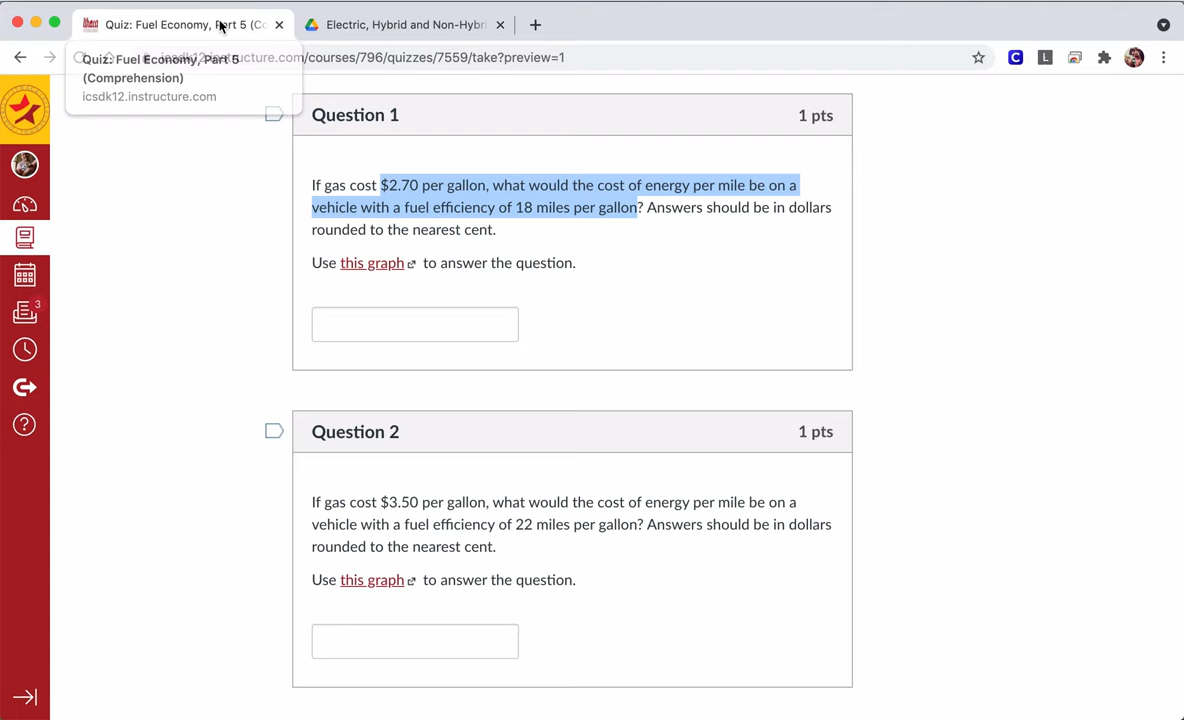 Quiz: Fuel Economy, Part 5 (Co
Electric, Hybrid and Non-Hybri
icsdk12.instructure.com/courses/796/quizzes/7559/take?preview=1
C
L
Quiz: Fuel Economy, Part 5
(Comprehension)
icsdk12.instructure.com
3
Question 1
1 pts
If gas cost $2.70 per gallon, what would the cost of energy per mile be on a
vehicle with a fuel efficiency of 18 miles per gallon? Answers should be in dollars
rounded to the nearest cent.
Use this graph to answer the question.
Question 2
1 pts
If gas cost $3.50 per gallon, what would the cost of energy per mile be on a
vehicle with a fuel efficiency of 22 miles per gallon? Answers should be in dollars
rounded to the nearest cent.
Use this graph to answer the question.